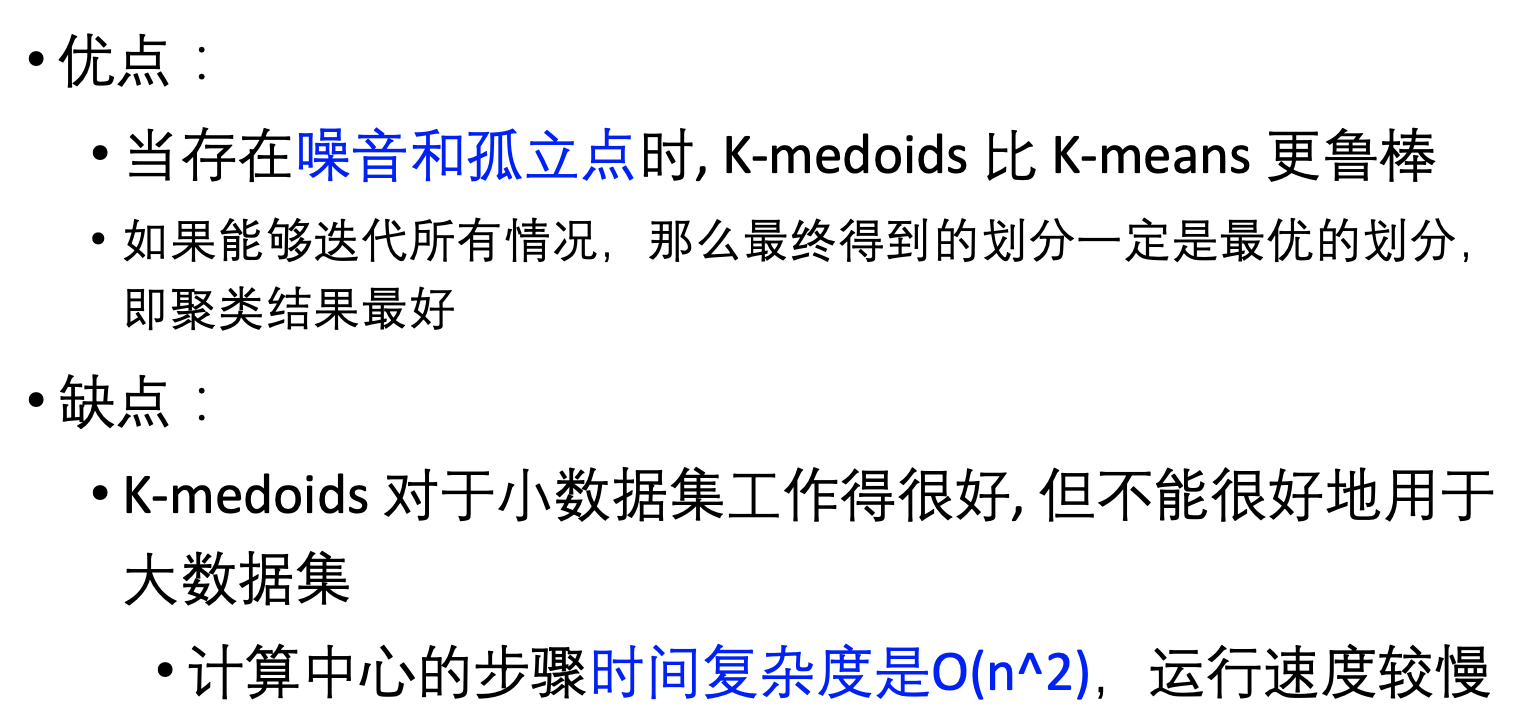 • 优点：
• 当存在噪音和孤立点时, K-medoids 比 K-means 更鲁棒
• 如果能够迭代所有情况，那么最终得到的划分一定是最优的划分，
即聚类结果最好
• 缺点：
• K-medoids 对于小数据集工作得很好, 但不能很好地用于
大数据集
• 计算中心的步骤时间复杂度是O(n^2)，运行速度较慢